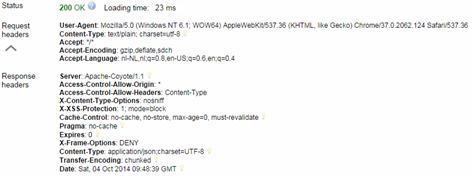 Status 200 OK Loading time: 23 ms
Request headers User-Agent: Mozilla/5.0 (Windows NT 6.1; WOW64) AppleWebKit/537.36 (KHTML, like Gecko) Chrome/37.0.2062.124 Safari/537.36
Content-Type: text/plain; charset=utf-8
Accept: */*
Accept-Encoding: gzip,deflate,sdch
Accept-Language: nl-NL,nl;q=0.8,en-US;q=0.6,en;q=0.4
Response headers Server: Apache-Coyote/1.1
Access-Control-Allow-Origin: *
Access-Control-Allow-Headers: Content-Type
X-Content-Type-Options: nosniff
X-XSS-Protection: 1; mode=block
Cache-Control: no-cache, no-store, max-age=0, must-revalidate
Pragma: no-cache
Expires: 0
X-Frame-Options: DENY
Content-Type: application/json;charset=UTF-8
Transfer-Encoding: chunked
Date: Sat, 04 Oct 2014 09:48:39 GMT